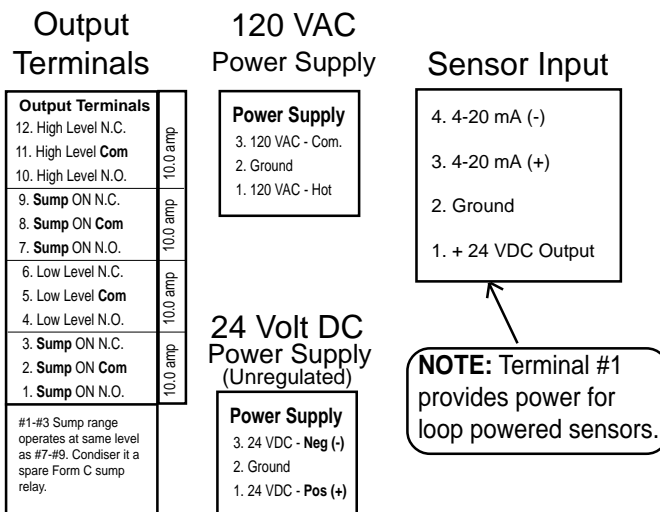 Output
Terminals
Output Terminals
12. High Level N.C.
11. High Level Com
10. High Level N.O.
10.0 amp
9. Sump ON N.C.
8. Sump ON Com
7. Sump ON N.O.
10.0 amp
6. Low Level N.C.
5. Low Level Com
4. Low Level N.O.
10.0 amp
3. Sump ON N.C.
2. Sump ON Com
1. Sump ON N.O.
10.0 amp
#1-#3 Sump range
operates at same level
as #7-#9. Condiser it a
spare Form C sump
relay.
120 VAC
Power Supply
Power Supply
3. 120 VAC - Com.
2. Ground
1. 120 VAC - Hot
24 Volt DC
Power Supply
(Unregulated)
Power Supply
3. 24 VDC - Neg (-)
2. Ground
1. 24 VDC - Pos (+)
Sensor Input
4. 4-20 mA (-)
3. 4-20 mA (+)
2. Ground
1. + 24 VDC Output
NOTE: Terminal #1
provides power for
loop powered sensors.